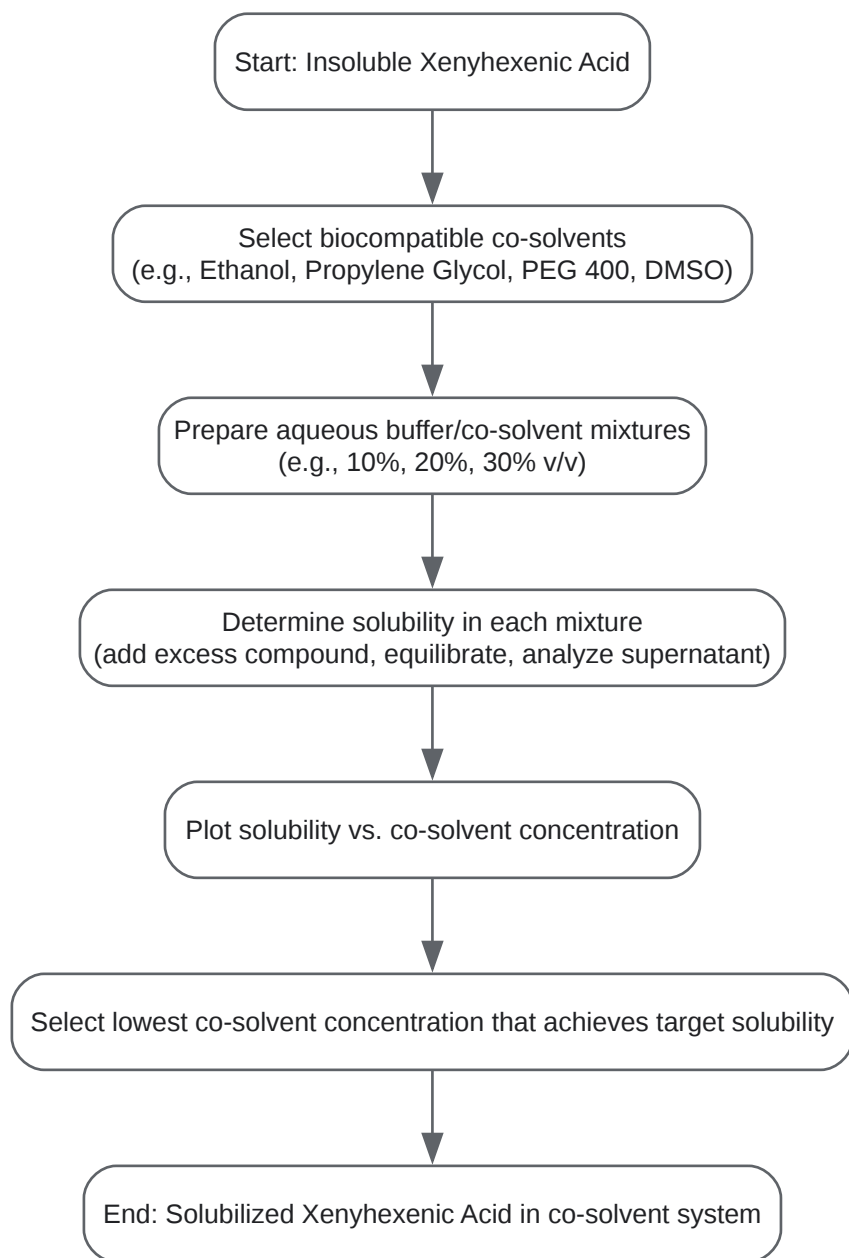 Start: Insoluble Xenyhexenic Acid
Select biocompatible co-solvents
(e.g., Ethanol, Propylene Glycol, PEG 400, DMSO)
Prepare aqueous buffer/co-solvent mixtures
(e.g., 10%, 20%, 30% v/v)
Determine solubility in each mixture
(add excess compound, equilibrate, analyze supernatant)
Plot solubility vs. co-solvent concentration
Select lowest co-solvent concentration that achieves target solubility
End: Solubilized Xenyhexenic Acid in co-solvent system